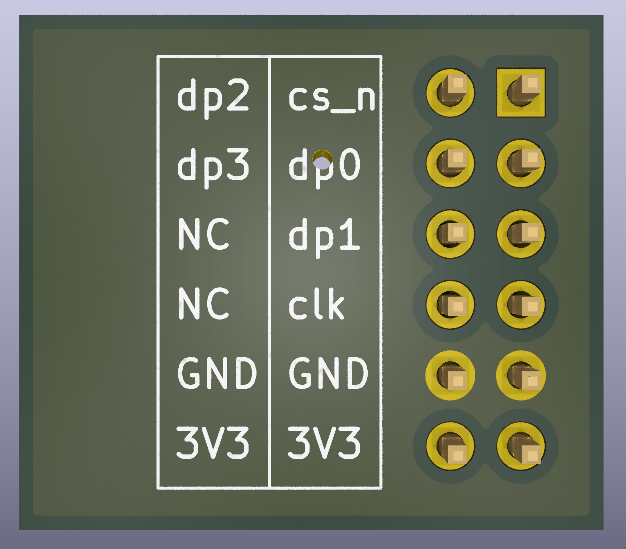 dp2 cs_n
dp3 dp0
NC dp1
NC clk
GND GND
3V3 3V3